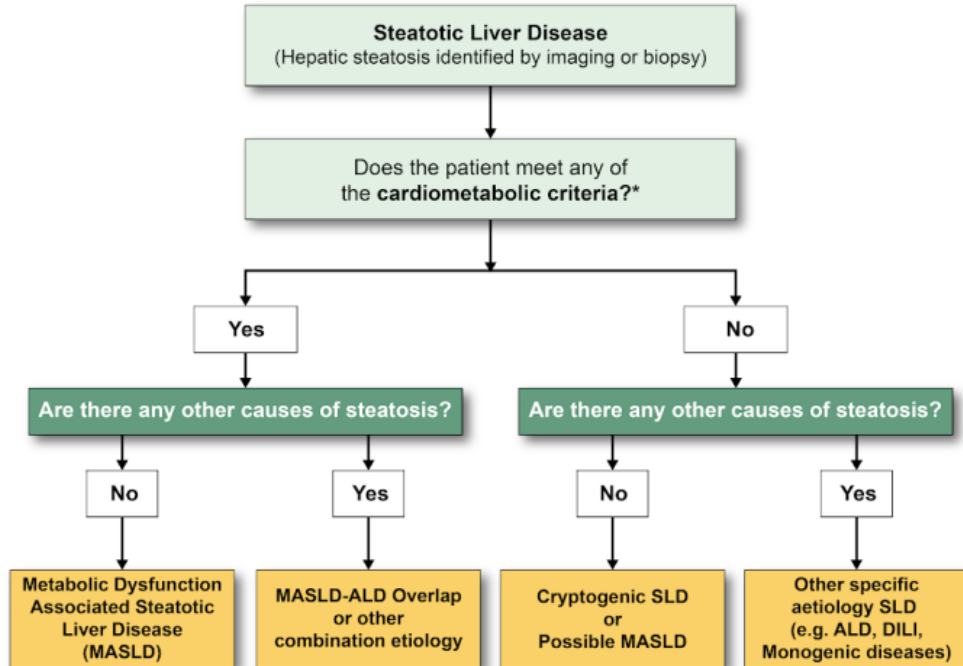 Steatotic Liver Disease
(Hepatic steatosis identified by imaging or biopsy)
Does the patient meet any of
the cardiometabolic criteria?*
Yes
No
Are there any other causes of steatosis?
Are there any other causes of steatosis?
No
Yes
No
Yes
Metabolic Dysfunction
Associated Steatotic
Liver Disease
(MASLD)
MASLD-ALD Overlap
or other
combination etiology
Cryptogenic SLD
or
Possible MASLD
Other specific
aetiology SLD
(e.g. ALD, DILI,
Monogenic diseases)